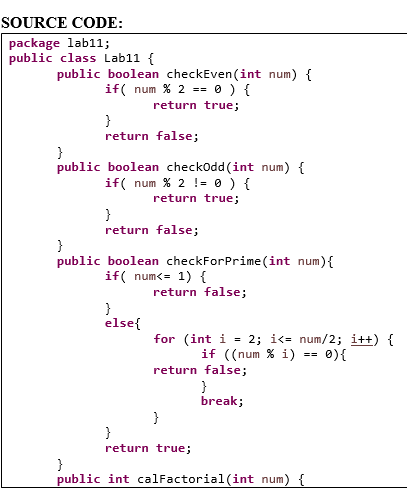 SOURCE CODE:
package lab11;
public class Lab11 {
public boolean checkEven(int num) {
if( num % 2 == 0 ) {
return true;
}
return false;
}
public boolean checkOdd(int num) {
if( num % 2 != 0 ) {
return true;
}
return false;
}
public boolean checkForPrime(int num){
if( num<= 1) {
return false;
}
else{
for (int i = 2; i<= num/2; i++) {
if ((num % i) == 0){
return false;
}
break;
}
}
return true;
}
public int calFactorial(int num) {